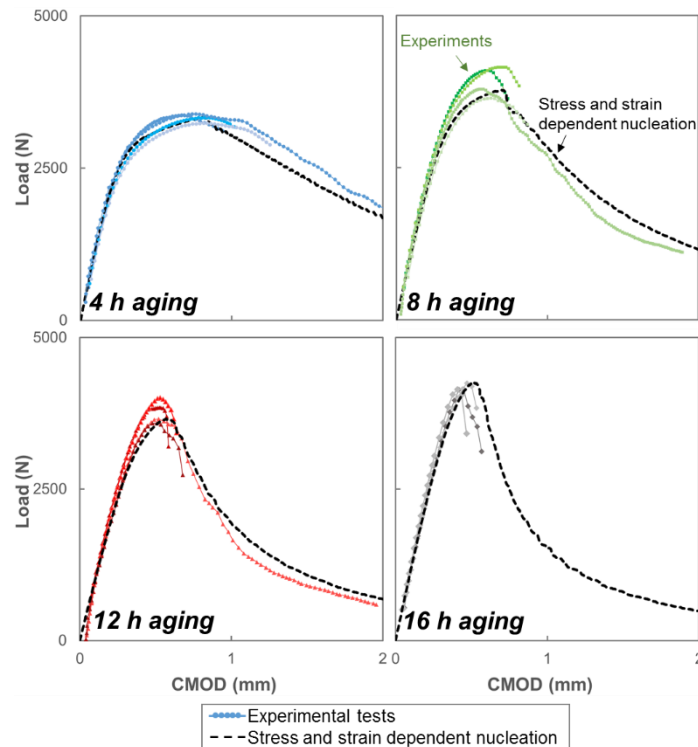 5000
Experiments
Stress and strain
dependent nucleation
Load (N)
2500
4 h aging
8 h aging
0
0
5000
Load (N)
2500
12 h aging
16 h aging
0
0
1
2
0
1
2
CMOD (mm)
CMOD (mm)
Experimental tests
Stress and strain dependent nucleation